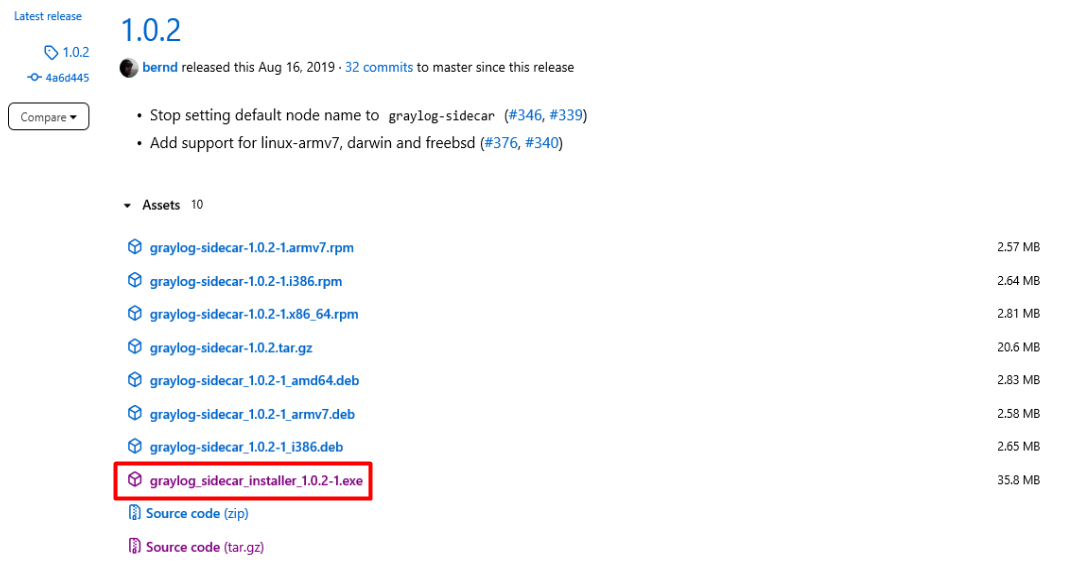 Latest release
1.0.2
4a6d445
Compare
1.0.2
bernd released this Aug 16, 2019 · 32 commits to master since this release
• Stop setting default node name to graylog-sidecar (#346, #339)
• Add support for linux-armv7, darwin and freebsd (#376, #340)
Assets 10
graylog-sidecar-1.0.2-1.armv7.rpm 2.57 MB
graylog-sidecar-1.0.2-1.i386.rpm 2.64 MB
graylog-sidecar-1.0.2-1.x86_64.rpm 2.81 MB
graylog-sidecar-1.0.2.tar.gz 20.6 MB
graylog-sidecar_1.0.2-1_amd64.deb 2.83 MB
graylog-sidecar_1.0.2-1_armv7.deb 2.58 MB
graylog-sidecar_1.0.2-1_i386.deb 2.65 MB
graylog_sidecar_installer_1.0.2-1.exe 35.8 MB
Source code (zip)
Source code (tar.gz)